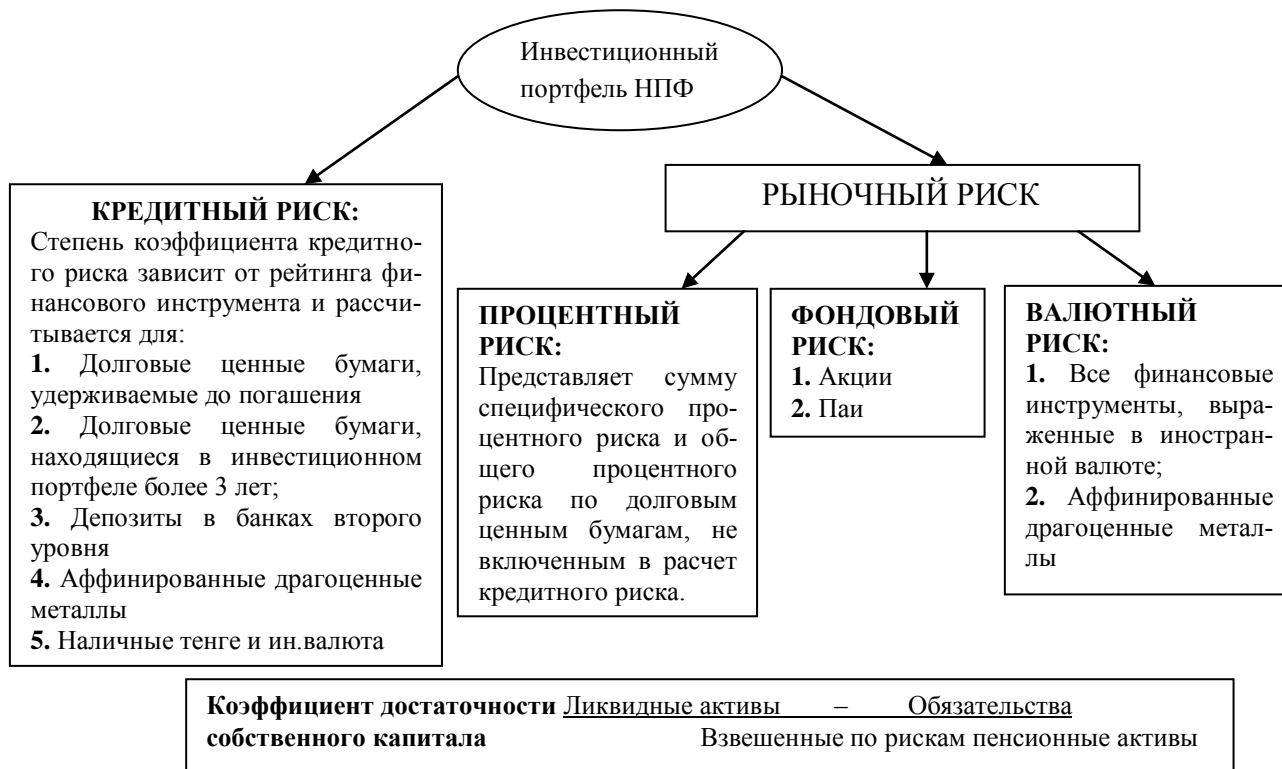 Инвестиционный
портфель НПФ
КРЕДИТНЫЙ РИСК:
Степень коэффициента кредитно-
го риска зависит от рейтинга фи-
нансового инструмента и рассчи-
тывается для:
1. Долговые ценные бумаги,
удерживаемые до погашения
2. Долговые ценные бумаги,
находящиеся в инвестиционном
портфеле более 3 лет;
3. Депозиты в банках второго
уровня
4. Аффинированные драгоценные
металлы
5. Наличные тенге и ин.валюта
РЫНОЧНЫЙ РИСК
ПРОЦЕНТНЫЙ
РИСК:
Представляет сумму
специфического про-
центного риска и об-
щего процентного
риска по долговым
ценным бумагам, не
включенным в расчет
кредитного риска.
ФОНДОВЫЙ
РИСК:
1. Акции
2. Паи
ВАЛЮТНЫЙ
РИСК:
1. Все финансовые
инструменты, выра-
женные в иностран-
ной валюте;
2. Аффинированные
драгоценные метал-
лы
Коэффициент достаточности Ликвидные активы – Обязательства
собственного капитала Взвешенные по рискам пенсионные активы